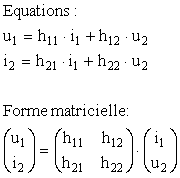 Equations :
u₁ = h₁₁ · i₁ + h₁₂ · u₂
i₂ = h₂₁ · i₁ + h₂₂ · u₂
Forme matricielle:
(u₁) = (h₁₁ h₁₂) · (i₁)
(i₂) (h₂₁ h₂₂) (u₂)